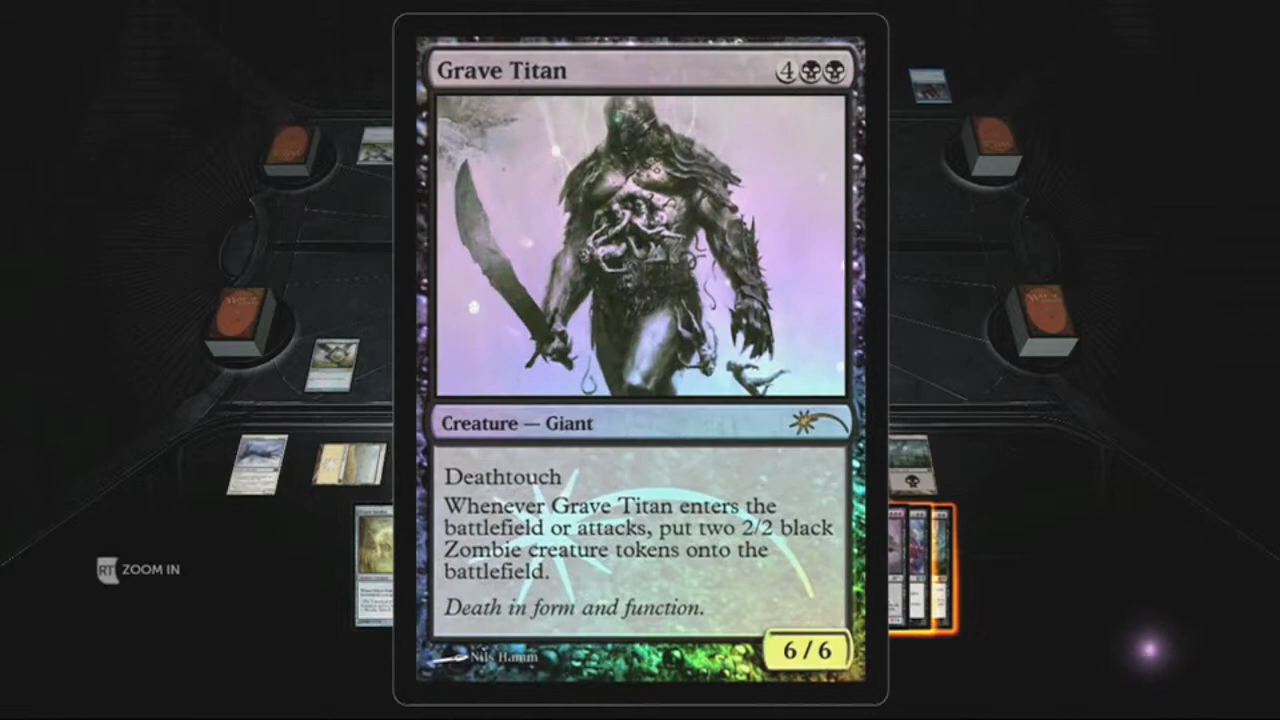 Grave Titan 4
Creature — Giant
Deathtouch
Whenever Grave Titan enters the
battlefield or attacks, put two 2/2 black
Zombie creature tokens onto the
battlefield.
Death in form and function.
6 / 6
Nils Hamm
RT ZOOM IN